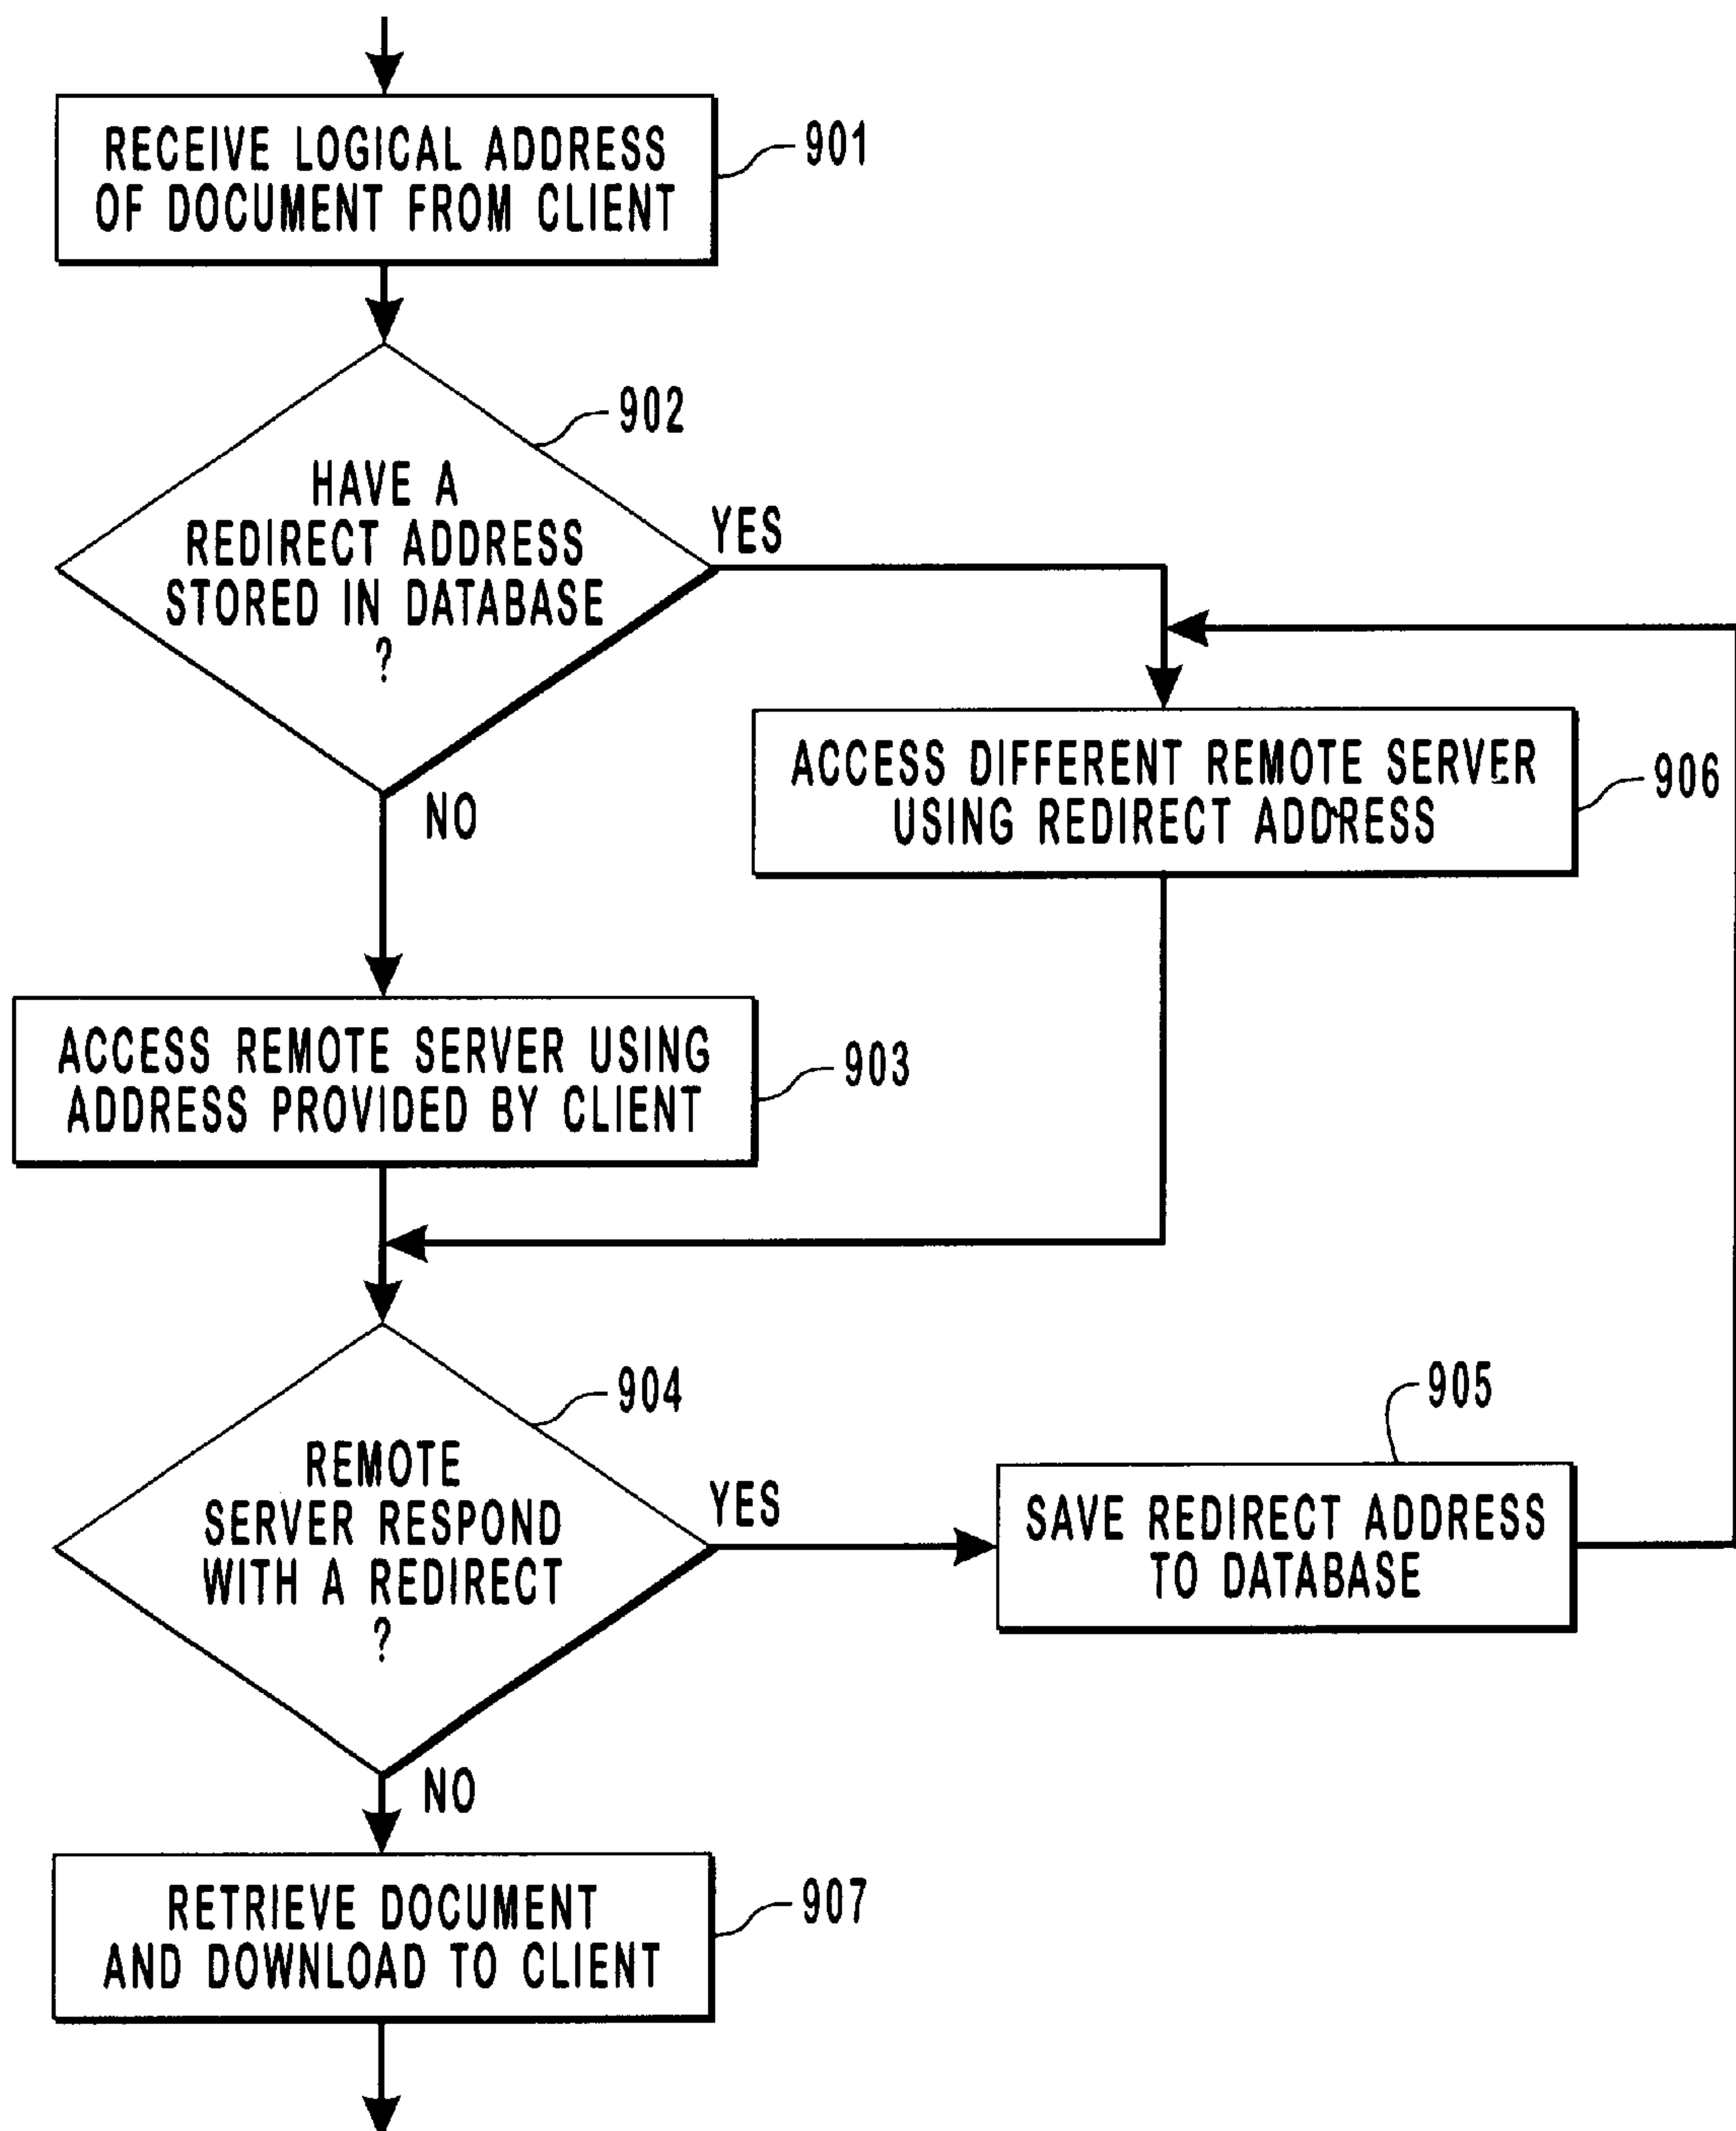 RECEIVE LOGICAL ADDRESS
OF DOCUMENT FROM CLIENT
901
902
HAVE A
REDIRECT ADDRESS
STORED IN DATABASE
?
YES
NO
ACCESS DIFFERENT REMOTE SERVER
USING REDIRECT ADDRESS
906
ACCESS REMOTE SERVER USING
ADDRESS PROVIDED BY CLIENT
903
904
REMOTE
SERVER RESPOND
WITH A REDIRECT
?
YES
NO
905
SAVE REDIRECT ADDRESS
TO DATABASE
RETRIEVE DOCUMENT
AND DOWNLOAD TO CLIENT
907